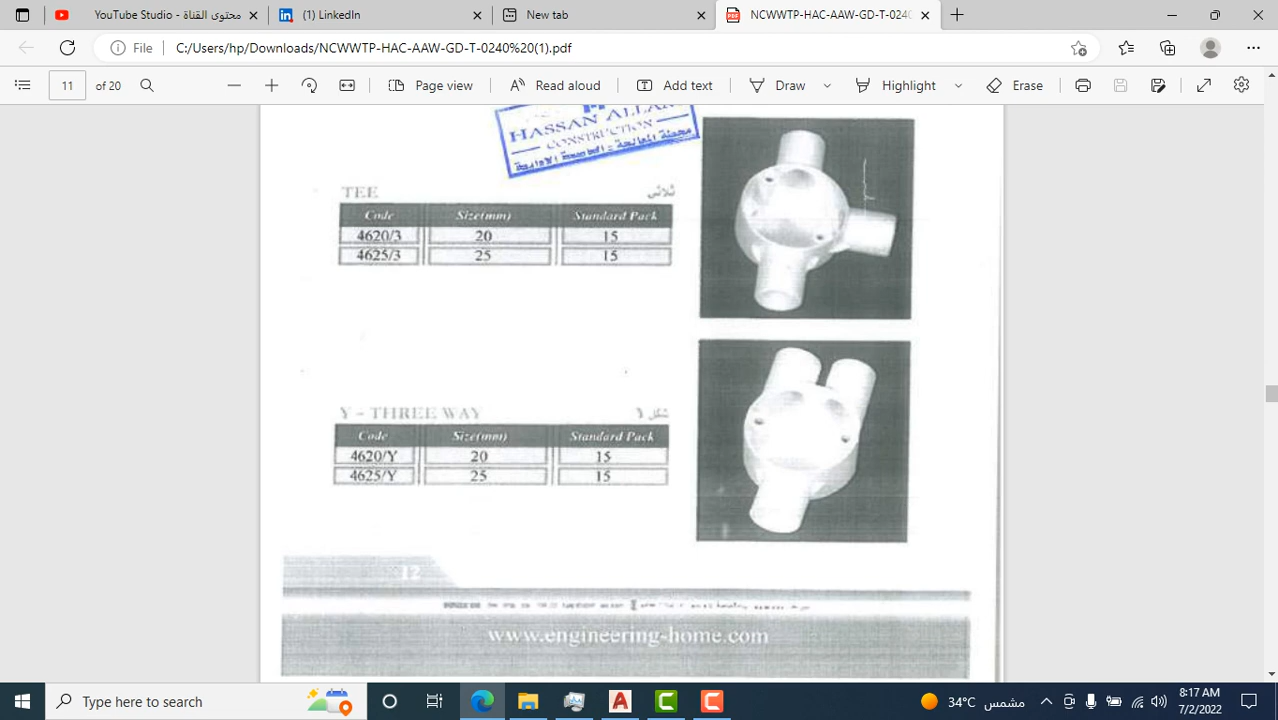 YouTube Studio - محتوى القناة
(1) LinkedIn
New tab
NCWWTP-HAC-AAW-GD-T-0240
File
C:/Users/hp/Downloads/NCWWTP-HAC-AAW-GD-T-0240%20(1).pdf
11 of 20
Page view
Read aloud
Add text
Draw
Highlight
Erase
HASSAN ALLAM
CONSTRUCTION
TEE
ثلاثى
Code Size(mm) Standard Pack
4620/3 20 15
4625/3 25 15
Y - THREE WAY
شكل Y
Code Size(mm) Standard Pack
4620/Y 20 15
4625/Y 25 15
12
www.engineering-home.com
Type here to search
34°C مشمس
8:17 AM
7/2/2022